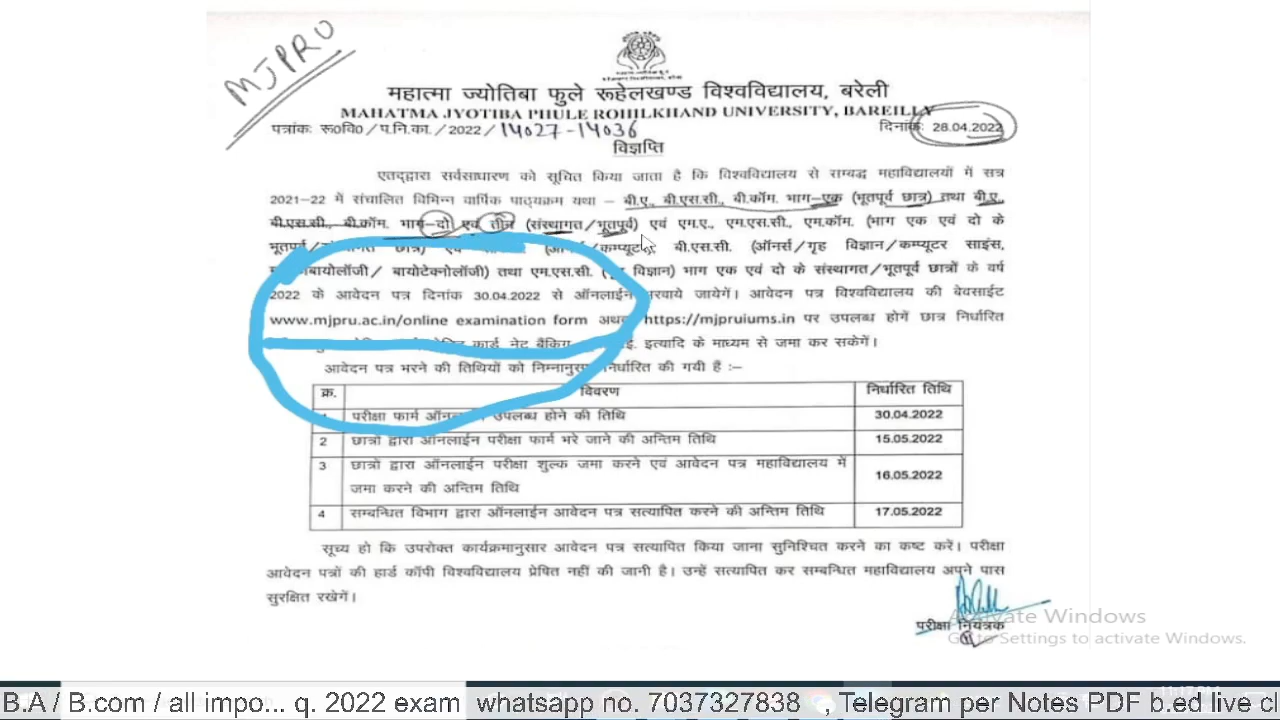 MJPRU
महात्मा ज्योतिबा फुले रूहेलखण्ड विश्वविद्यालय, बरेली
MAHATMA JYOTIBA PHULE ROHILKHAND UNIVERSITY, BAREILLY
पत्रांकः रू०वि० / प.नि.का. / 2022 / 14027-14036
दिनांकः 28.04.2022
विज्ञप्ति
एतद्द्वारा सर्वसाधारण को सूचित किया जाता है कि विश्वविद्यालय से सम्बद्ध महाविद्यालयों में सत्र
2021-22 में संचालित विभिन्न वार्षिक पाठ्यक्रम यथा – बी.ए., बी.एस.सी., बी.कॉम. भाग-एक (भूतपूर्व छात्र) तथा बी.ए.,
बी.एस.सी., बी.कॉम. भाग-दो एवं तीन (संस्थागत/भूतपूर्व) एवं एम.ए., एम.एस.सी., एम.कॉम. (भाग एक एवं दो के
छात्र) बी.एस.सी. (ऑनर्स/गृह विज्ञान/कम्प्यूटर साइंस,
बायोलॉजी/ बायोटेक्नोलॉजी) तथा एम.एस.सी. विज्ञान) भाग एक एवं दो के संस्थागत/भूतपूर्व छात्रों के वर्ष
2022 के आवेदन पत्र दिनांक 30.04.2022 से ऑनलाईन जायेगें। आवेदन पत्र विश्वविद्यालय की वेवसाईट
www.mjpru.ac.in/online examination form https://mjpruiums.in पर उपलब्ध होगें छात्र निर्धारित
कार्ड, नेट बैंकिंग इत्यादि के माध्यम से जमा कर सकेगें।
आवेदन पत्र भरने की तिथियों को निर्धारित की गयी हैं :–
क्र. विवरण निर्धारित तिथि
परीक्षा फार्म उपलब्ध होने की तिथि 30.04.2022
2 छात्रों द्वारा ऑनलाईन परीक्षा फार्म भरे जाने की अन्तिम तिथि 15.05.2022
3 छात्रों द्वारा ऑनलाईन परीक्षा शुल्क जमा करने एवं आवेदन पत्र महाविद्यालय में
जमा करने की अन्तिम तिथि 16.05.2022
4 सम्बन्धित विभाग द्वारा ऑनलाईन आवेदन पत्र सत्यापित करने की अन्तिम तिथि 17.05.2022
सूच्य हो कि उपरोक्त कार्यक्रमानुसार आवेदन पत्र सत्यापित किया जाना सुनिश्चित करने का कष्ट करें। परीक्षा
आवेदन पत्रों की हार्ड कॉपी विश्वविद्यालय प्रेषित नहीं की जानी है। उन्हें सत्यापित कर सम्बन्धित महाविद्यालय अपने पास
सुरक्षित रखेगें।
परीक्षा नियंत्रक
Activate Windows
Go to Settings to activate Windows.
B.A / B.com / all impo... q. 2022 exam whatsapp no. 7037327838 , Telegram per Notes PDF b.ed live cl